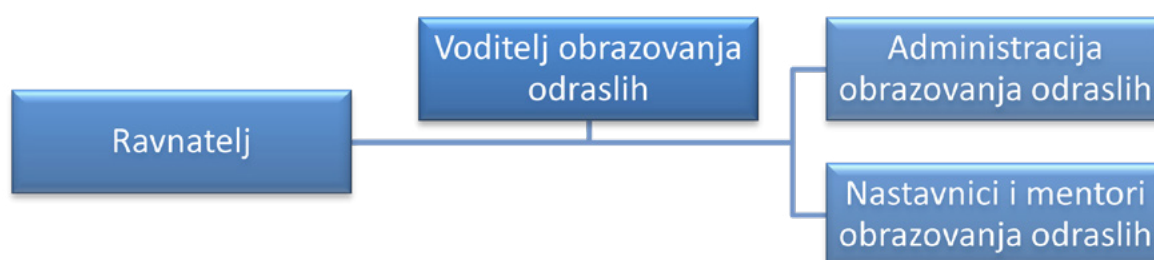 Ravnatelj
Voditelj obrazovanja
odraslih
Administracija
obrazovanja odraslih
Nastavnici i mentori
obrazovanja odraslih